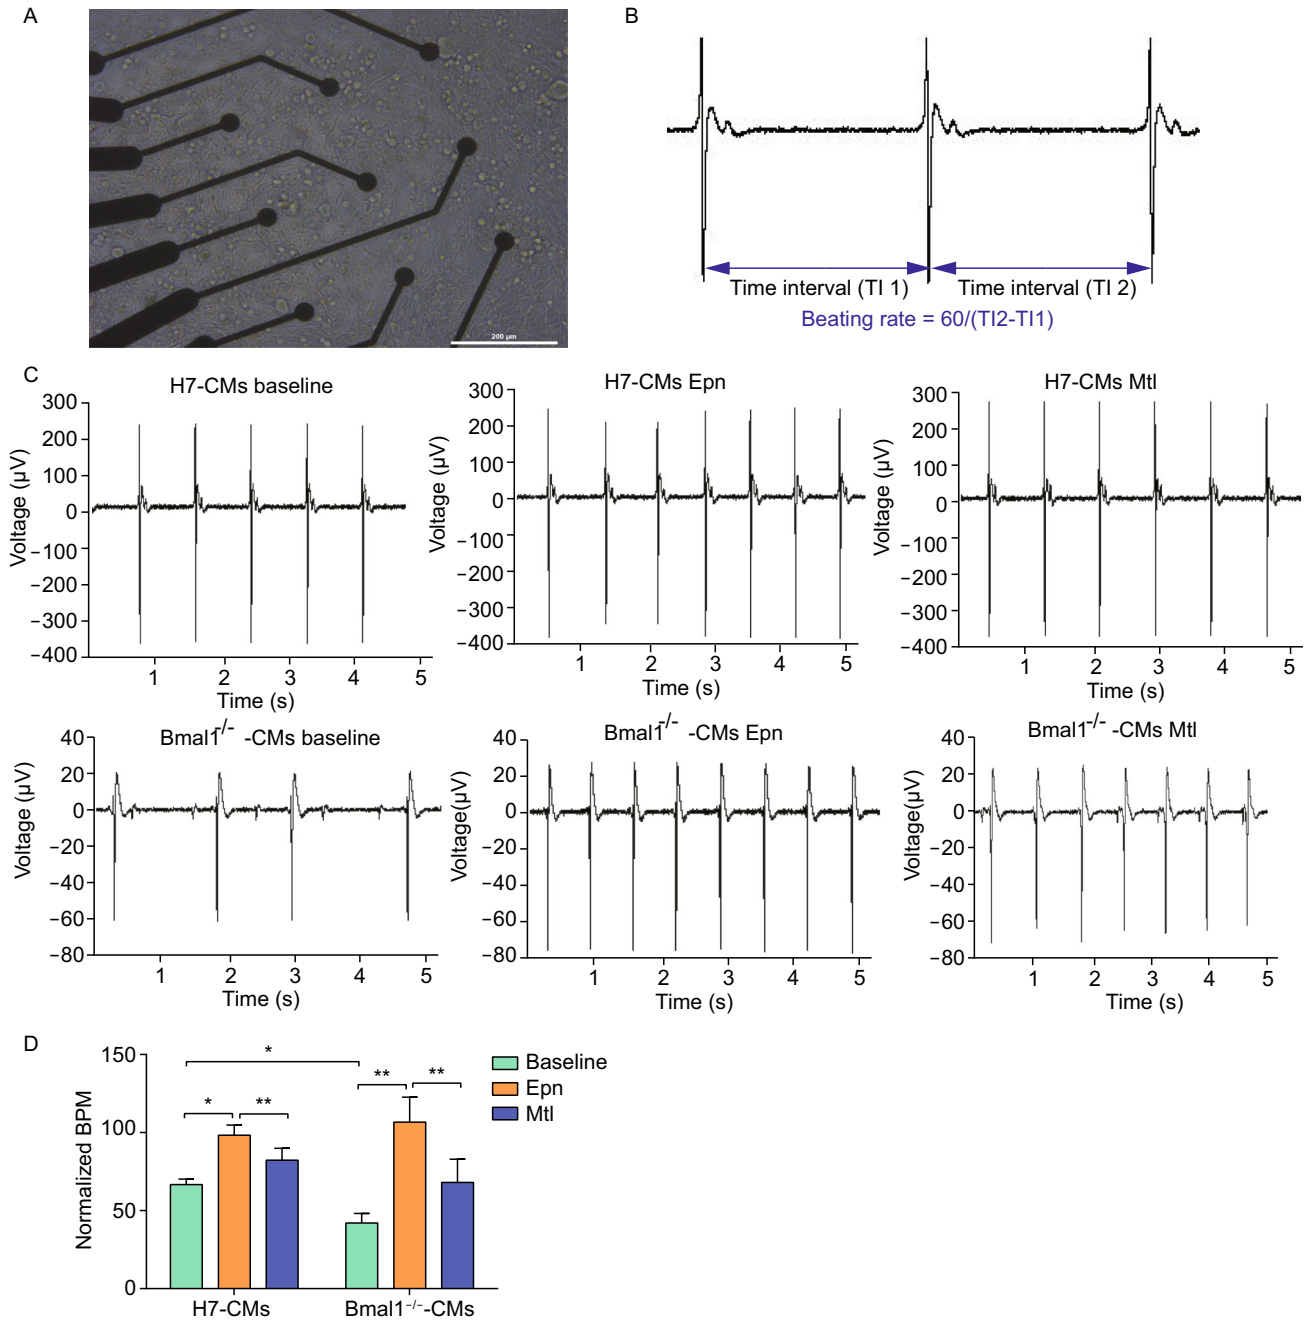 A
200 µm
B
Time interval (TI 1)
Time interval (TI 2)
Beating rate = 60/(TI2-TI1)
C
H7-CMs baseline
300
200
100
0
−100
−200
−300
−400
Voltage (µV)
1 2 3 4 5
Time (s)
H7-CMs Epn
300
200
100
0
−100
−200
−300
−400
Voltage (µV)
1 2 3 4 5
Time (s)
H7-CMs Mtl
300
200
100
0
−100
−200
−300
−400
Voltage (µV)
1 2 3 4 5
Time (s)
Bmal1-/- -CMs baseline
40
20
0
−20
−40
−60
−80
Voltage (µV)
1 2 3 4 5
Time (s)
Bmal1-/- -CMs Epn
40
20
0
−20
−40
−60
−80
Voltage(µV)
1 2 3 4 5
Time (s)
Bmal1-/- -CMs Mtl
40
20
0
−20
−40
−60
−80
Voltage(µV)
1 2 3 4 5
Time (s)
D
150
100
50
0
Normalized BPM
*
* **
** **
Baseline
Epn
Mtl
H7-CMs
Bmal1−/−-CMs